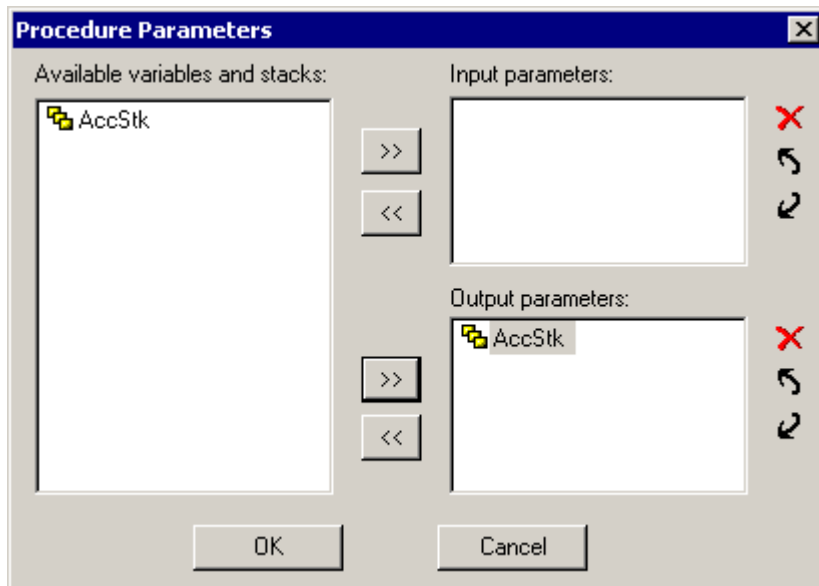 Procedure Parameters
Available variables and stacks:
AccStk
>>
<<
Input parameters:
Output parameters:
AccStk
>>
<<
OK
Cancel